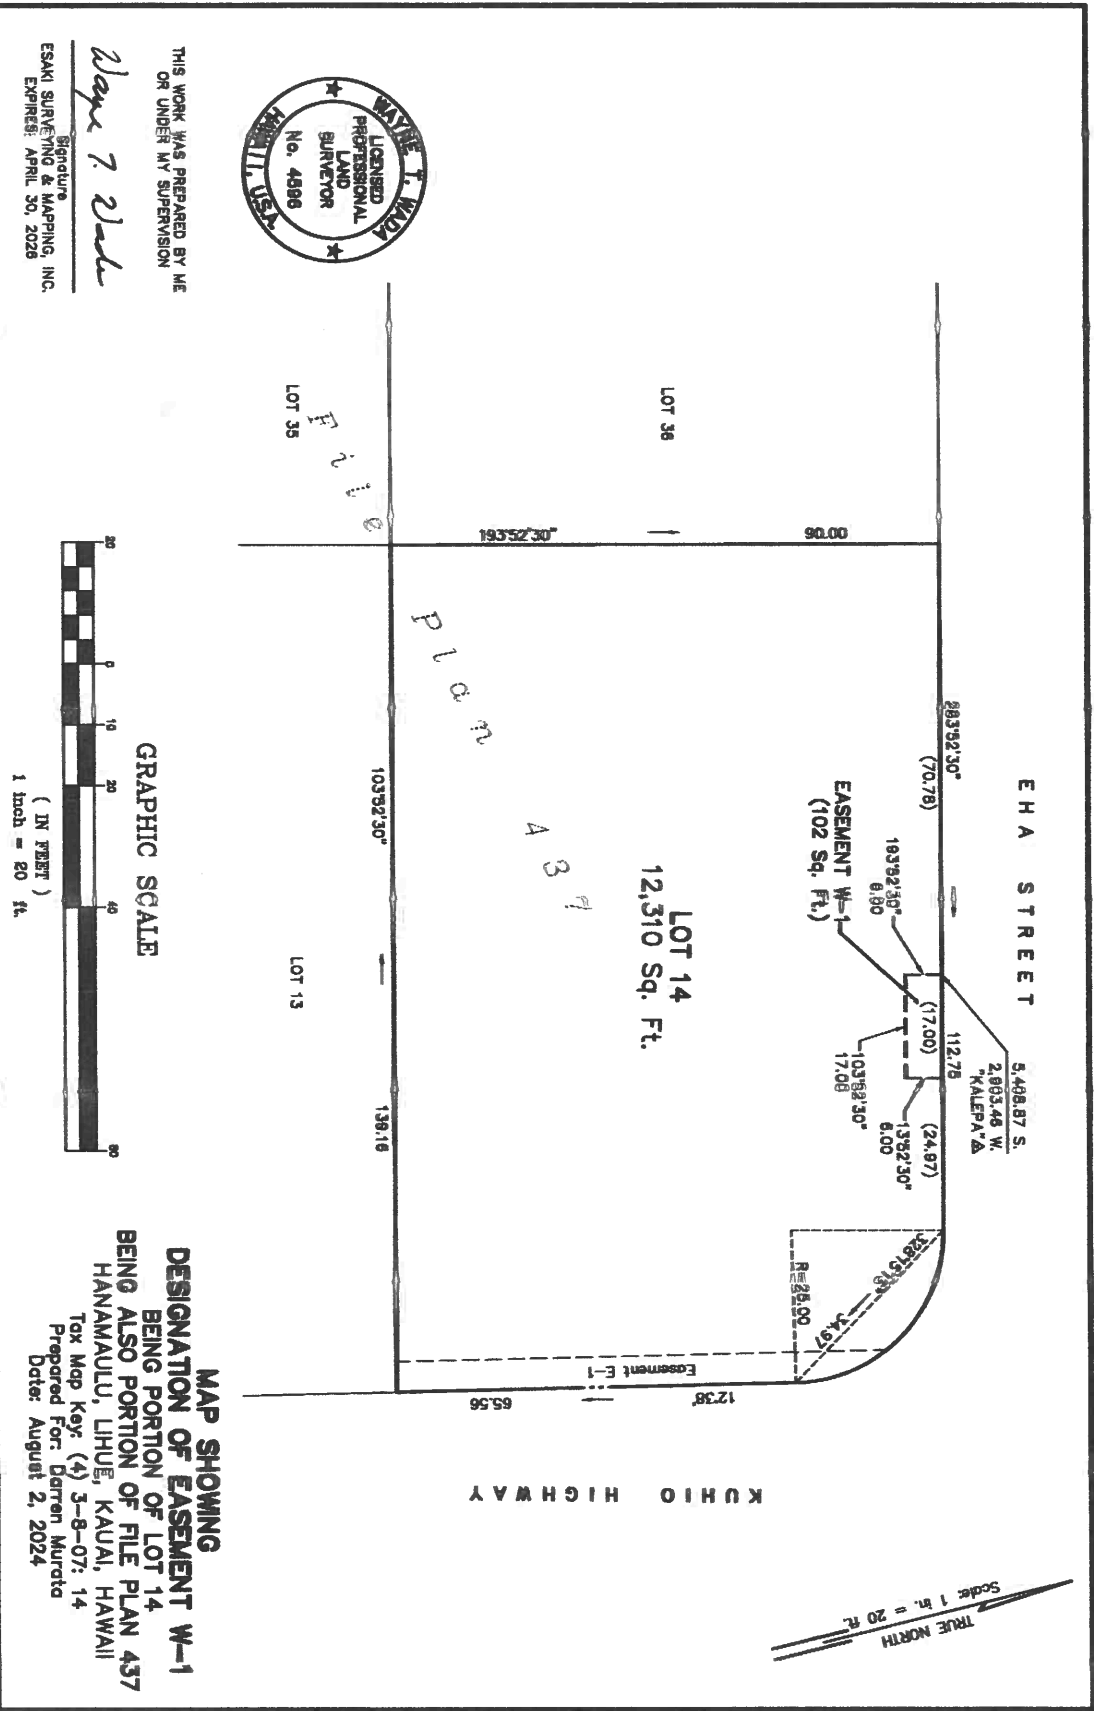 EHA STREET
5,408.87 S.
2,903.46 W.
"KALEPA"
283°52'30"
112.75
(70.78)
(17.00)
(24.97)
193°52'30"
6.00
13°52'30"
6.00
103°52'30"
17.00
EASEMENT W-1
(102 Sq. Ft.)
LOT 14
12,310 Sq. Ft.
LOT 36
193°52'30"
90.00
34.97
R=25.00
Easement E-1
12°38'
65.56
KUHIO HIGHWAY
TRUE NORTH
Scale: 1 in. = 20 ft.
File Plan 437
103°52'30"
139.16
LOT 35
LOT 13
WAYNE T. WADA
LICENSED
PROFESSIONAL
LAND
SURVEYOR
No. 4596
HAWAII, U.S.A.
THIS WORK WAS PREPARED BY ME
OR UNDER MY SUPERVISION
Wayne T. Wada
Signature
ESAKI SURVEYING & MAPPING, INC.
EXPIRES: APRIL 30, 2026
GRAPHIC SCALE
20 0 10 20 40 80
( IN FEET )
1 inch = 20 ft.
MAP SHOWING
DESIGNATION OF EASEMENT W-1
BEING PORTION OF LOT 14
BEING ALSO PORTION OF FILE PLAN 437
HANAMAULU, LIHUE, KAUAI, HAWAII
Tax Map Key: (4) 3-8-07: 14
Prepared For: Darren Murata
Date: August 2, 2024